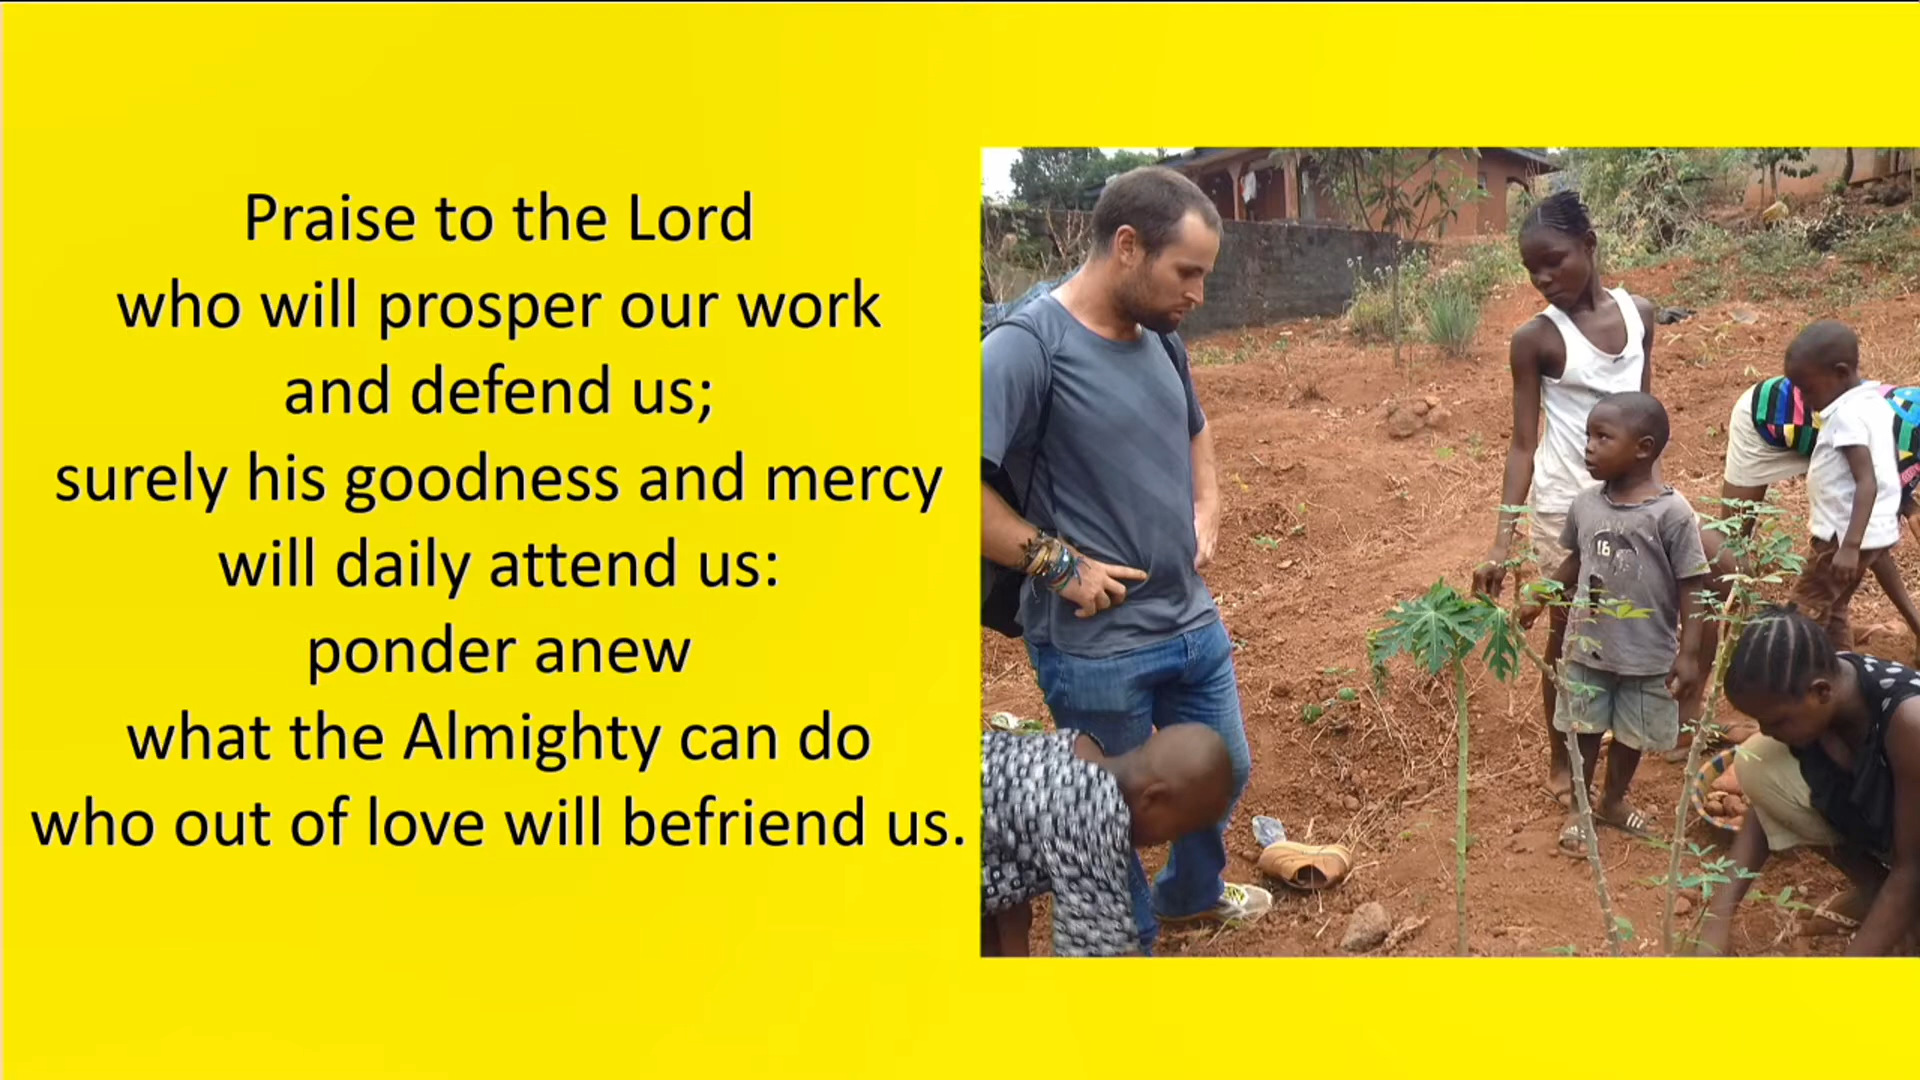 Praise to the Lord
who will prosper our work
and defend us;
surely his goodness and mercy
will daily attend us:
ponder anew
what the Almighty can do
who out of love will befriend us.
16